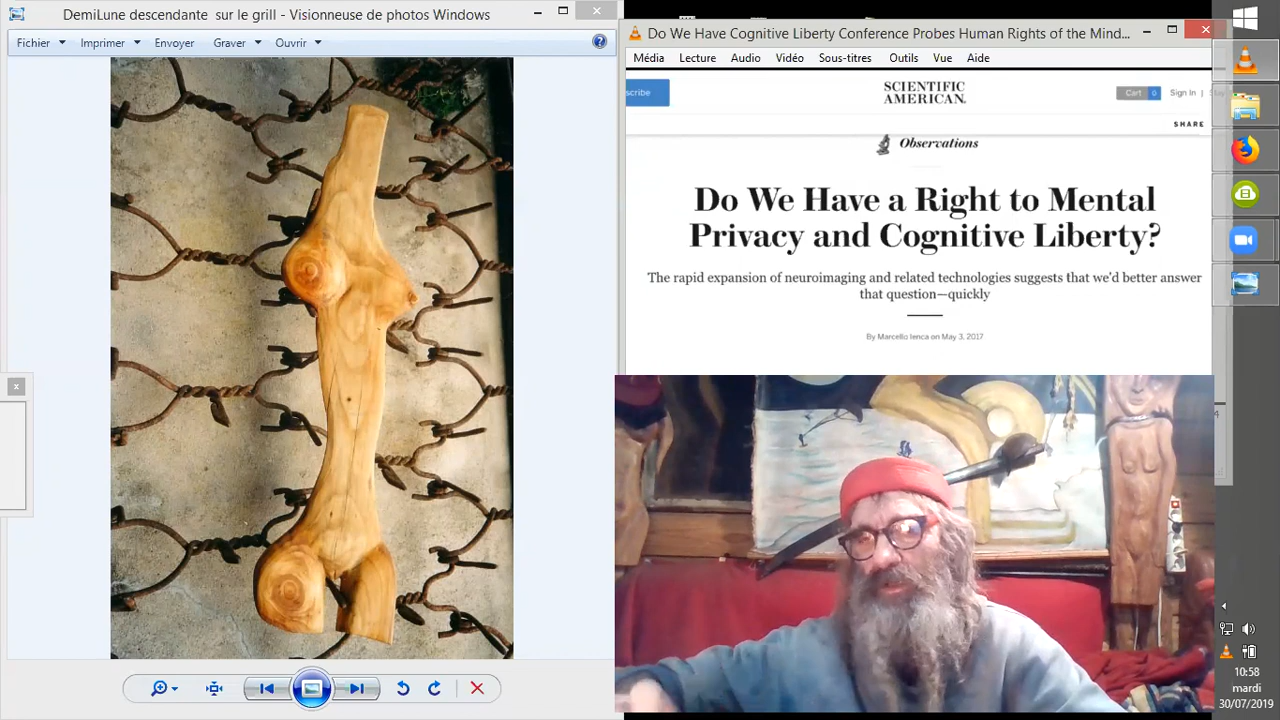 DemiLune descendante sur le grill - Visionneuse de photos Windows
Fichier Imprimer Envoyer Graver Ouvrir
Do We Have Cognitive Liberty Conference Probes Human Rights of the Mind...
Média Lecture Audio Vidéo Sous-titres Outils Vue Aide
scribe
SCIENTIFIC
AMERICAN.
Cart 0 Sign In | Stay
SHARE
Observations
Do We Have a Right to Mental
Privacy and Cognitive Liberty?
The rapid expansion of neuroimaging and related technologies suggests that we'd better answer
that question—quickly
By Marcello Ienca on May 3, 2017
4
10:58
mardi
30/07/2019